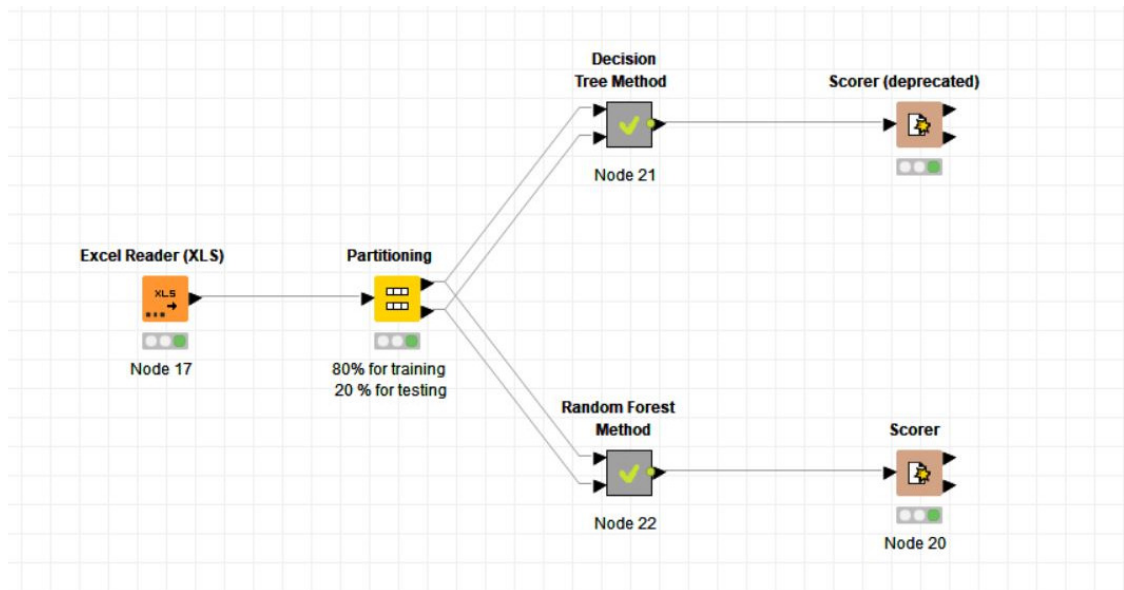 Decision
Tree Method
Scorer (deprecated)
Node 21
Excel Reader (XLS)
Partitioning
XLS
Node 17
80% for training
20 % for testing
Random Forest
Method
Scorer
Node 22
Node 20